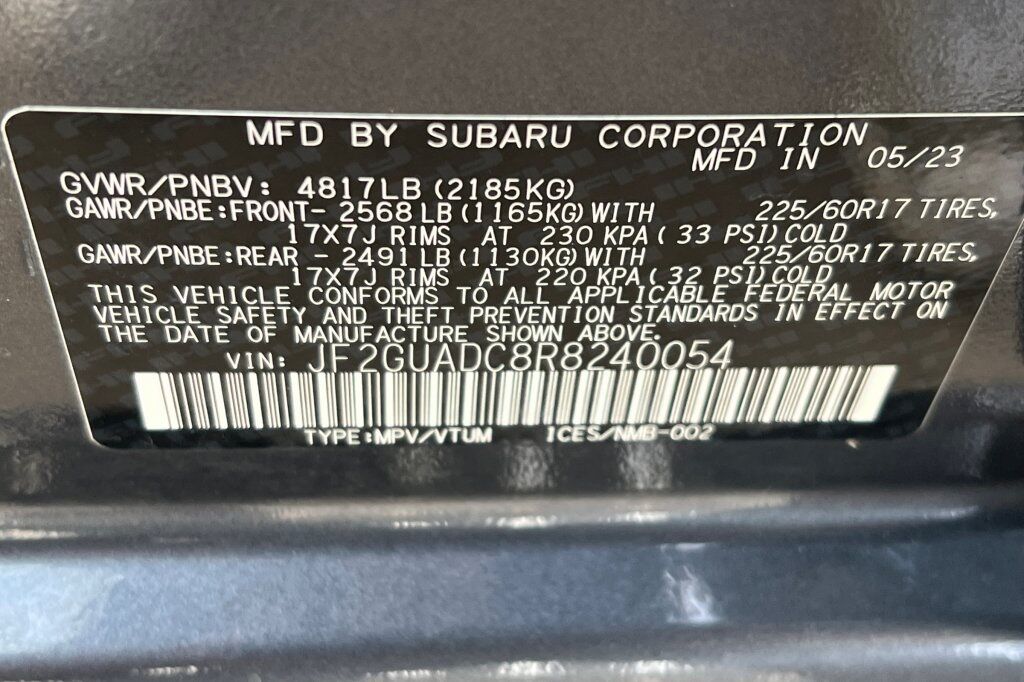 MFD BY SUBARU CORPORATION
MFD IN 05/23
GVWR/PNBV: 4817LB (2185KG)
GAWR/PNBE:FRONT- 2568 LB (1165KG) WITH 225/60R17 TIRES,
17X7J RIMS AT 230 KPA ( 33 PSI) COLD
GAWR/PNBE:REAR - 2491 LB (1130KG) WITH 225/60R17 TIRES,
17X7J RIMS AT 220 KPA ( 32 PSI) COLD
THIS VEHICLE CONFORMS TO ALL APPLICABLE FEDERAL MOTOR
VEHICLE SAFETY AND THEFT PREVENTION STANDARDS IN EFFECT ON
THE DATE OF MANUFACTURE SHOWN ABOVE.
VIN: JF2GUADC8R8240054
TYPE:MPV/VTUM ICES/NMB-002